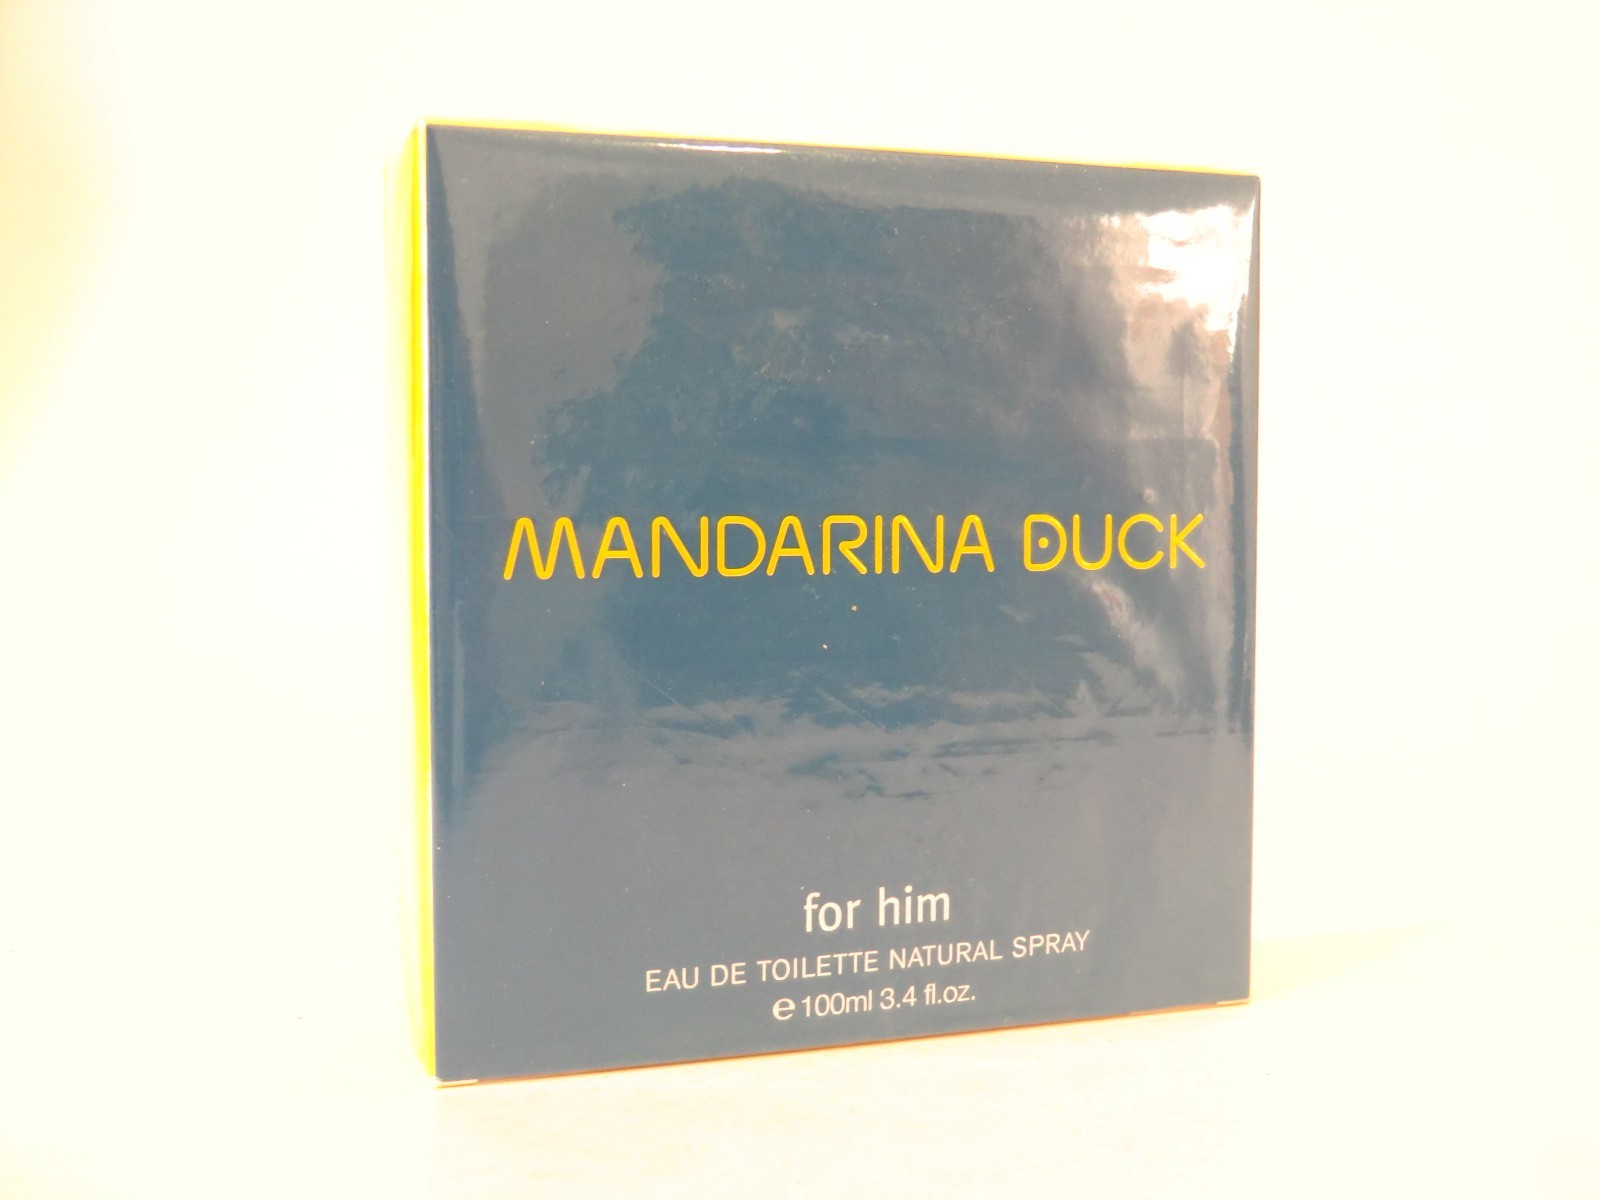 MANDARINA DUCK
for him
EAU DE TOILETTE NATURAL SPRAY
℮100ml 3.4 fl.oz.